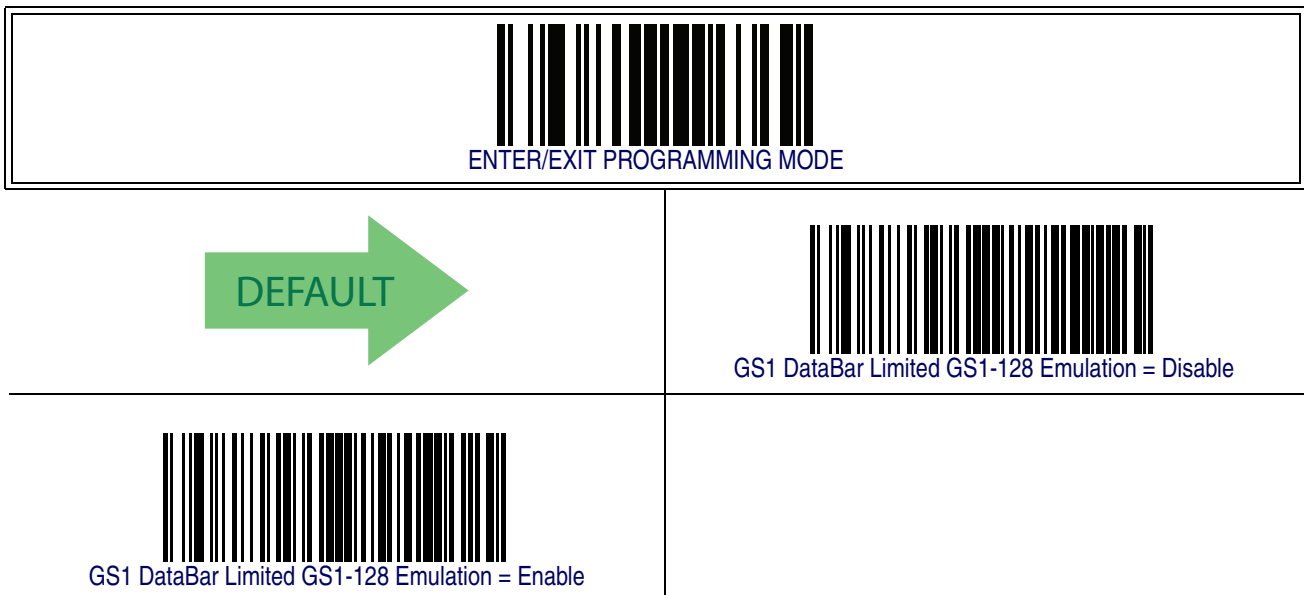 ENTER/EXIT PROGRAMMING MODE
DEFAULT
GS1 DataBar Limited GS1-128 Emulation = Disable
GS1 DataBar Limited GS1-128 Emulation = Enable